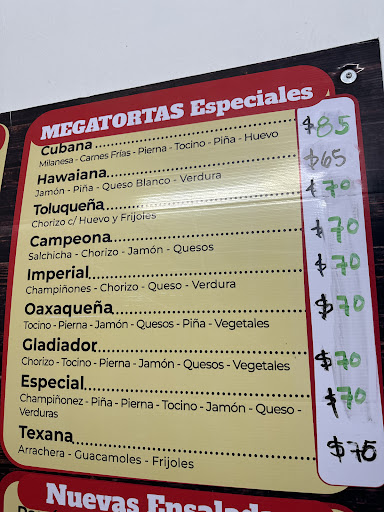 MEGATORTAS Especiales
Cubana $85
Milanesa - Carnes Frías - Pierna - Tocino - Piña - Huevo
Hawaiana $65
Jamón - Piña - Queso Blanco - Verdura
Toluqueña $70
Chorizo c/ Huevo y Frijoles
Campeona $70
Salchicha - Chorizo - Jamón - Quesos
Imperial $70
Champiñones - Chorizo - Queso - Verdura
Oaxaqueña $70
Tocino - Pierna - Jamón - Quesos - Piña - Vegetales
Gladiador $70
Chorizo - Tocino - Pierna - Jamón - Quesos - Vegetales
Especial $70
Champiñonez - Piña - Pierna - Tocino - Jamón - Queso -
Verduras
Texana $75
Arrachera - Guacamoles - Frijoles
Nuevas